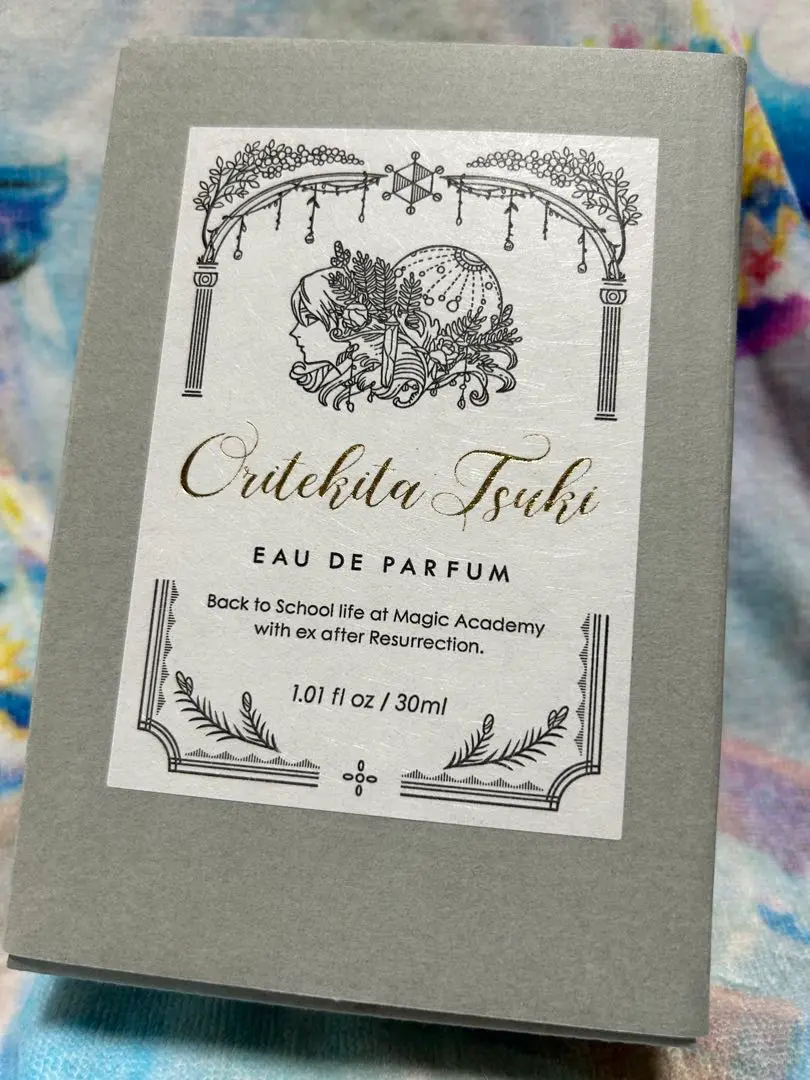 Oritekita Tsuki
EAU DE PARFUM
Back to School life at Magic Academy
with ex after Resurrection.
1.01 fl oz / 30ml